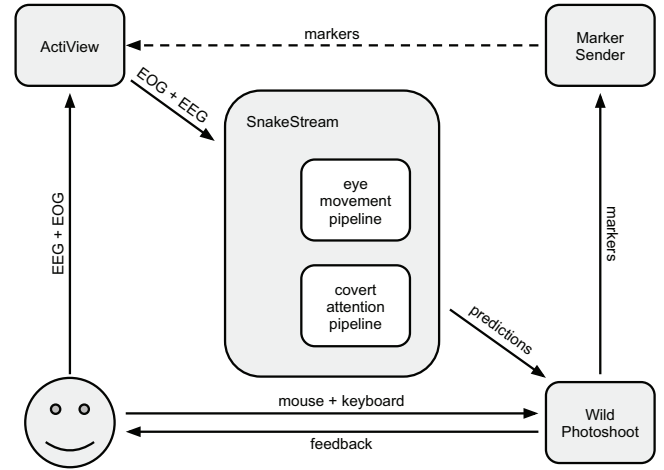 markers
ActiView
Marker
Sender
EOG + EEG
SnakeStream
eye
movement
pipeline
EEG + EOG
markers
covert
attention
pipeline
predictions
mouse + keyboard
feedback
Wild
Photoshoot